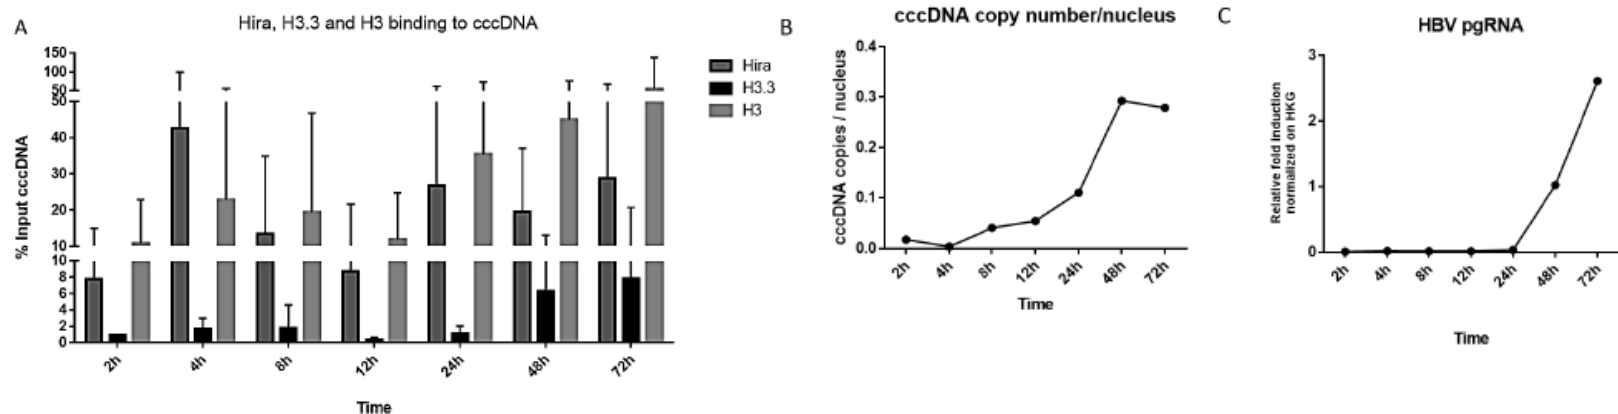 A
Hira, H3.3 and H3 binding to cccDNA
% Input cccDNA
150
100
50
50
40
30
20
10
10
8
6
4
2
0
2h
4h
8h
12h
24h
48h
72h
Time
Hira
H3.3
H3
B
cccDNA copy number/nucleus
cccDNA copies / nucleus
0.4
0.3
0.2
0.1
0.0
2h
4h
8h
12h
24h
48h
72h
Time
C
HBV pgRNA
Relative fold induction
normalized on HKG
3
2
1
0
2h
4h
8h
12h
24h
48h
72h
Time